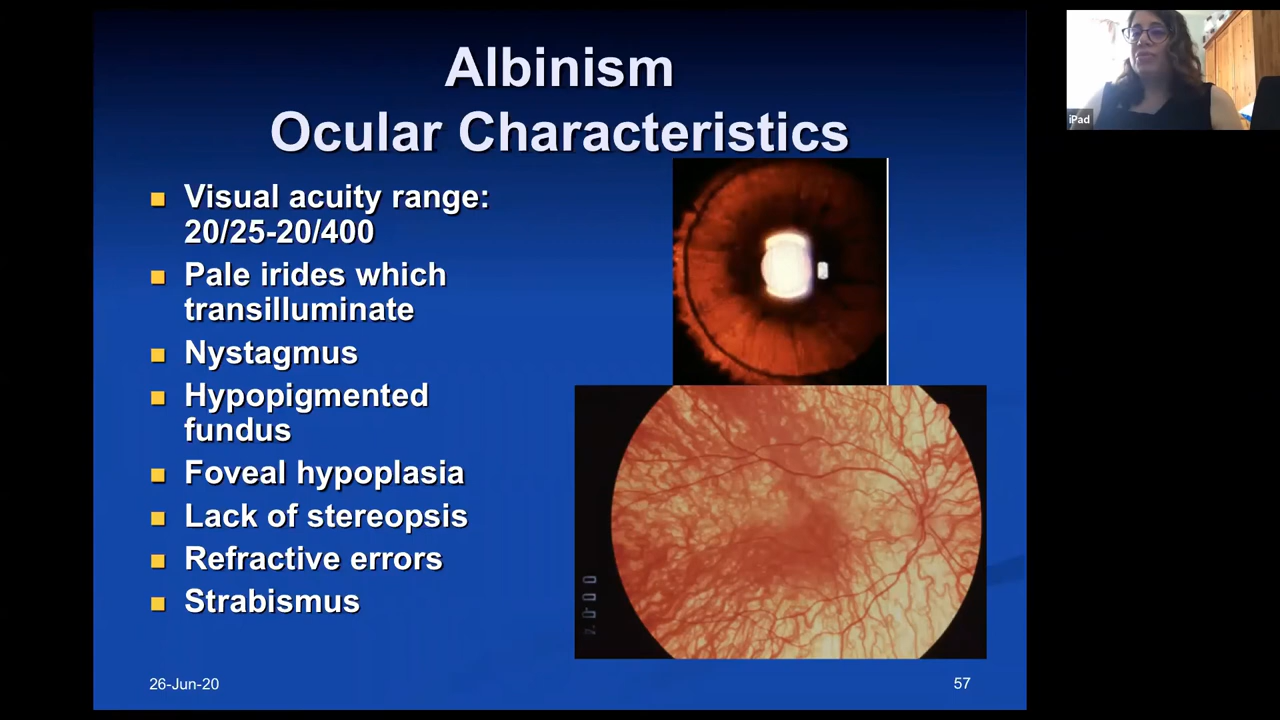 Albinism
Ocular Characteristics
Visual acuity range:
20/25-20/400
Pale irides which
transilluminate
Nystagmus
Hypopigmented
fundus
Foveal hypoplasia
Lack of stereopsis
Refractive errors
Strabismus
26-Jun-20
57
iPad